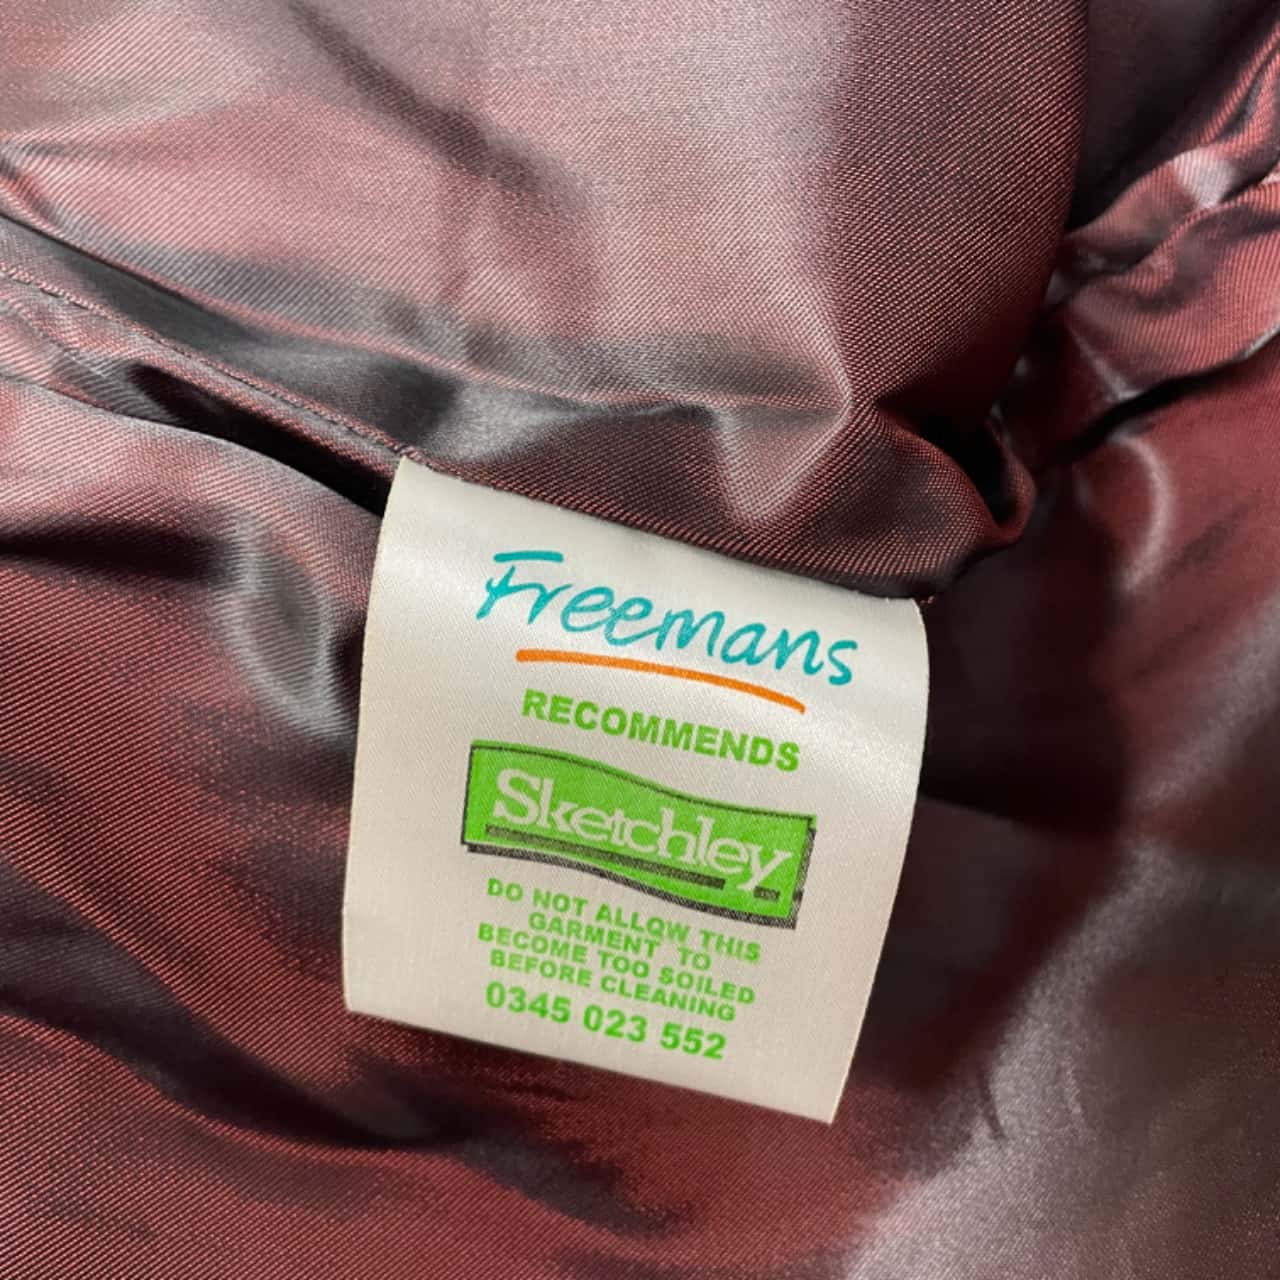 Freemans
RECOMMENDS
Sketchley
DO NOT ALLOW THIS
GARMENT TO
BECOME TOO SOILED
BEFORE CLEANING
0345 023 552